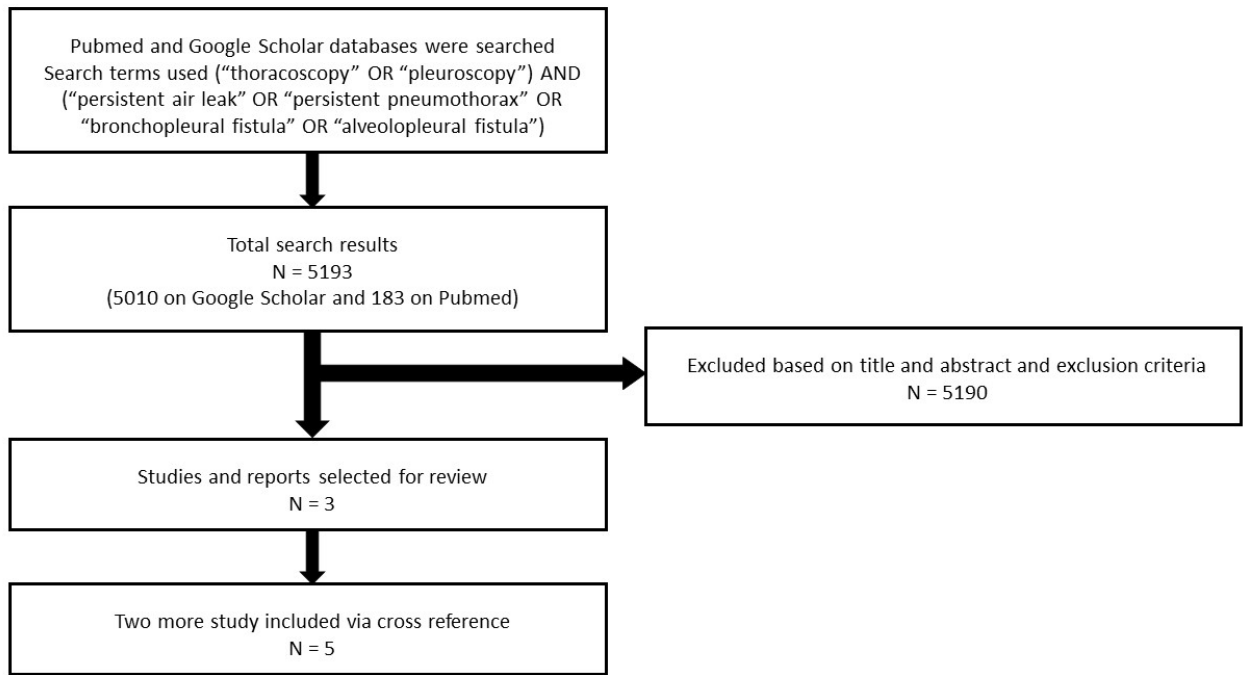 Pubmed and Google Scholar databases were searched
Search terms used (“thoracoscopy” OR “pleuroscopy”) AND
(“persistent air leak” OR “persistent pneumothorax” OR
“bronchopleural fistula” OR “alveolopleural fistula”)
Total search results
N = 5193
(5010 on Google Scholar and 183 on Pubmed)
Excluded based on title and abstract and exclusion criteria
N = 5190
Studies and reports selected for review
N = 3
Two more study included via cross reference
N = 5